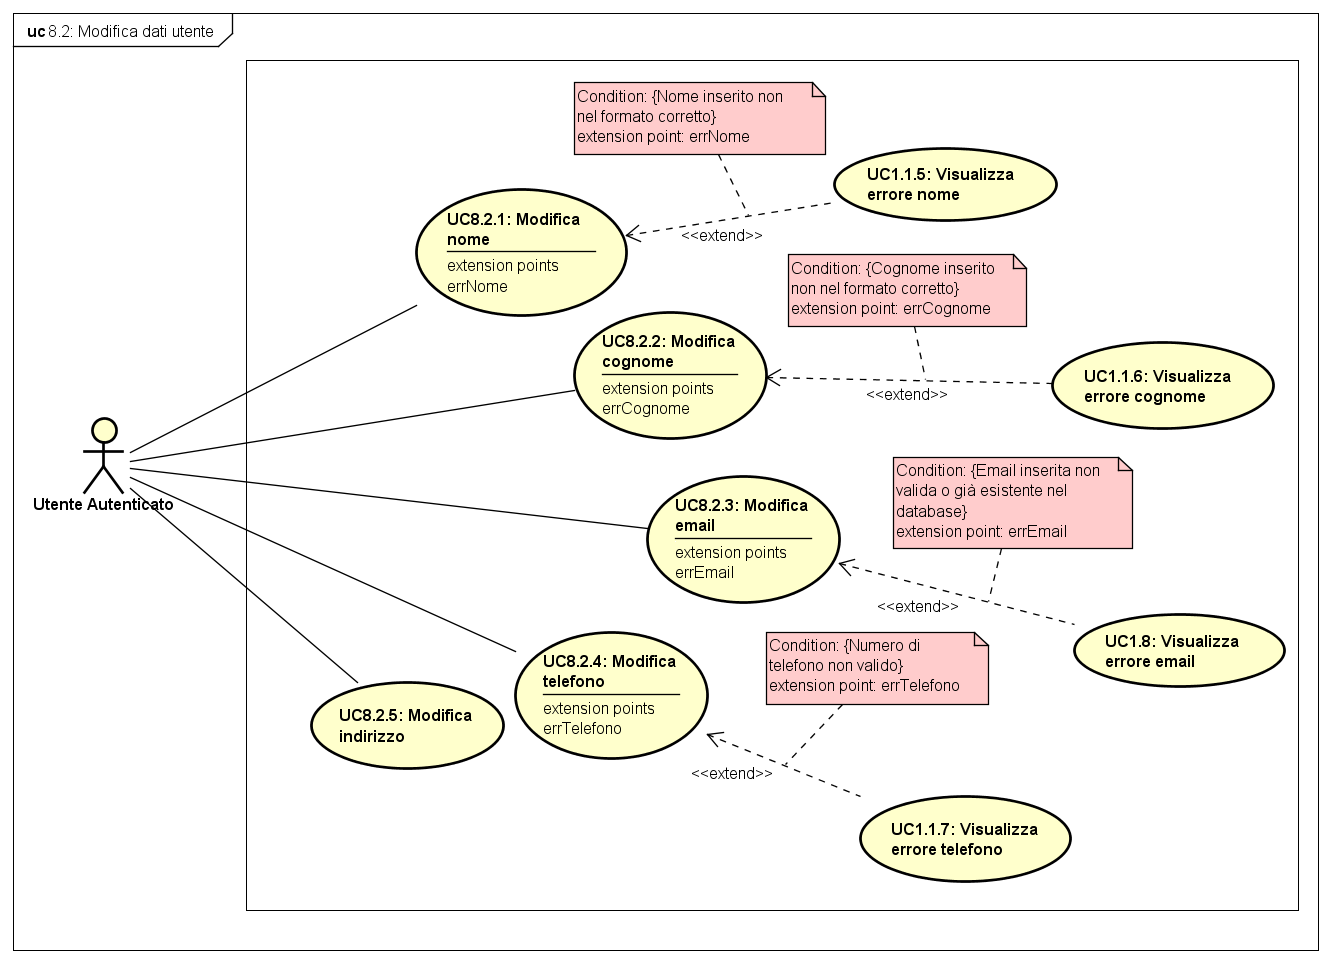 uc 8.2: Modifica dati utente
Condition: {Nome inserito non
nel formato corretto}
extension point: errNome
UC1.1.5: Visualizza
errore nome
UC8.2.1: Modifica
nome
extension points
errNome
<<extend>>
Condition: {Cognome inserito
non nel formato corretto}
extension point: errCognome
UC8.2.2: Modifica
cognome
extension points
errCognome
<<extend>>
UC1.1.6: Visualizza
errore cognome
Utente Autenticato
Condition: {Email inserita non
valida o già esistente nel
database}
extension point: errEmail
UC8.2.3: Modifica
email
extension points
errEmail
<<extend>>
UC1.8: Visualizza
errore email
Condition: {Numero di
telefono non valido}
extension point: errTelefono
UC8.2.4: Modifica
telefono
extension points
errTelefono
UC8.2.5: Modifica
indirizzo
<<extend>>
UC1.1.7: Visualizza
errore telefono